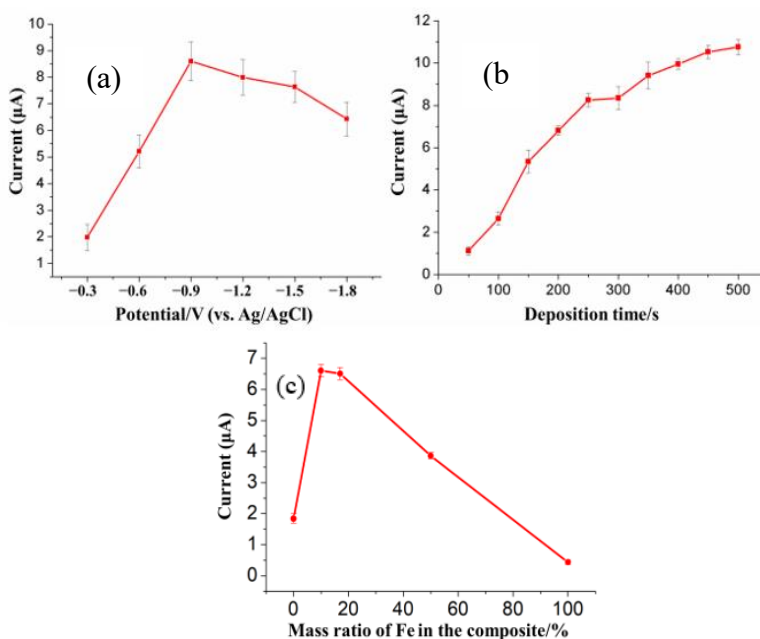 (a)
Current (μA)
10
9
8
7
6
5
4
3
2
1
−0.3 −0.6 −0.9 −1.2 −1.5 −1.8
Potential/V (vs. Ag/AgCl)
(b)
Current (μA)
12
10
8
6
4
2
0
0 100 200 300 400 500
Deposition time/s
(c)
Current (μA)
7
6
5
4
3
2
1
0
0 20 40 60 80 100
Mass ratio of Fe in the composite/%